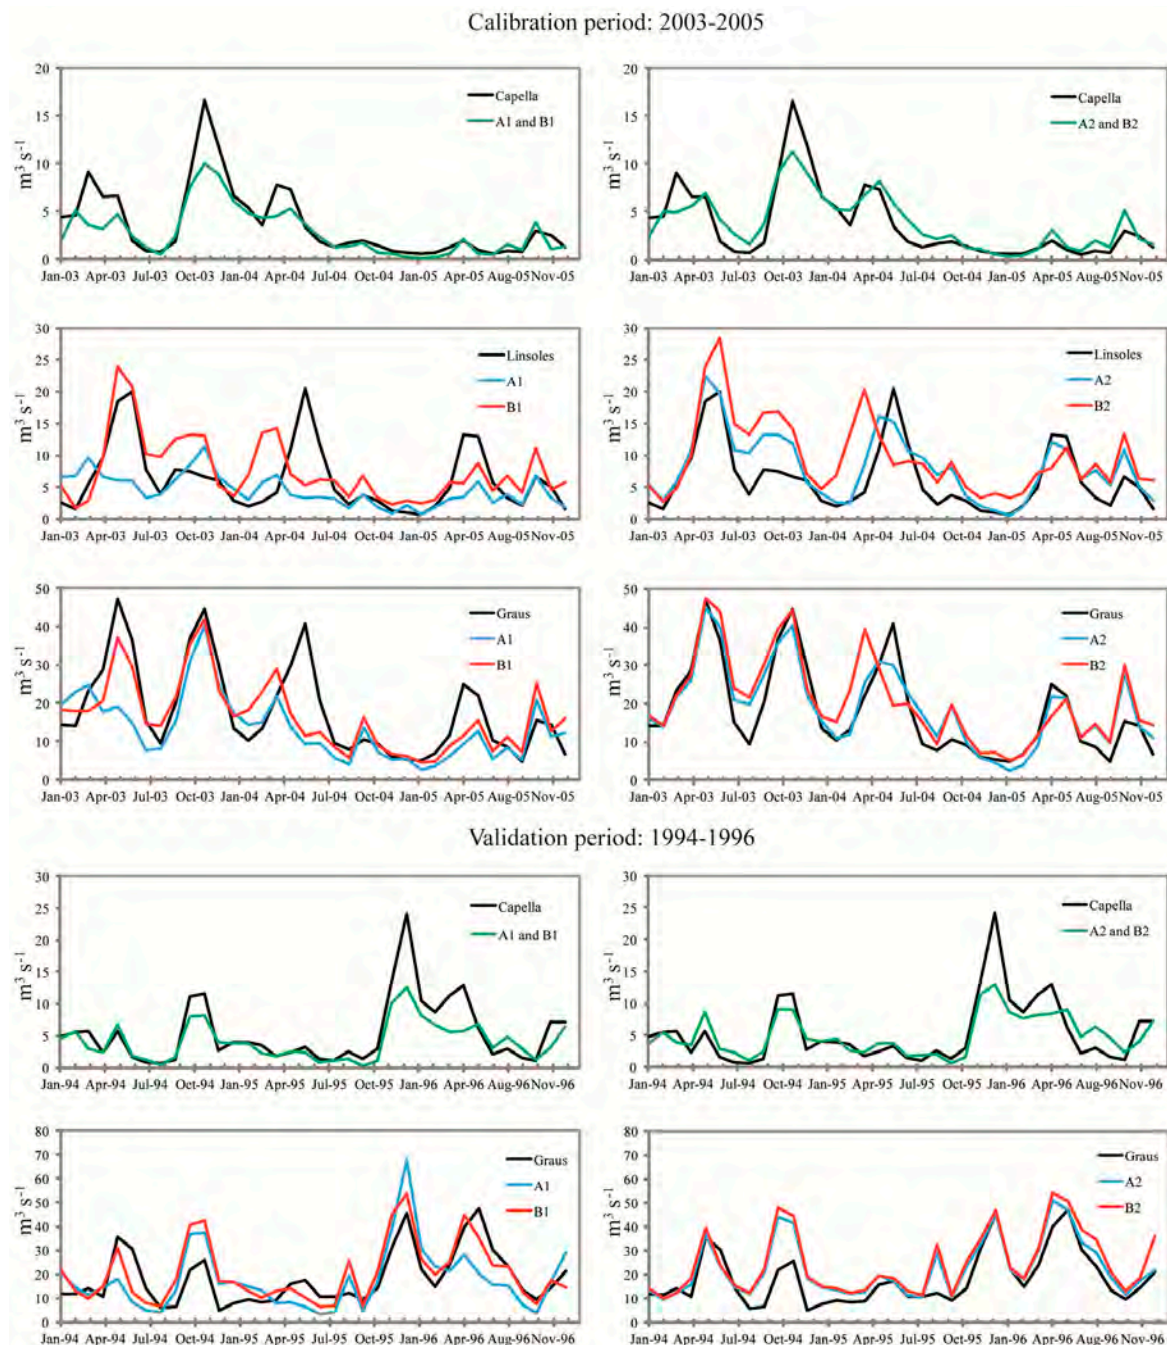 Calibration period: 2003-2005
20
15
10
5
0
m³ s⁻¹
Capella
A1 and B1
Jan-03 Apr-03 Jul-03 Oct-03 Jan-04 Apr-04 Jul-04 Oct-04 Jan-05 Apr-05 Aug-05 Nov-05
20
15
10
5
0
m³ s⁻¹
Capella
A2 and B2
Jan-03 Apr-03 Jul-03 Oct-03 Jan-04 Apr-04 Jul-04 Oct-04 Jan-05 Apr-05 Aug-05 Nov-05
30
25
20
15
10
5
0
m³ s⁻¹
Linsoles
A1
B1
Jan-03 Apr-03 Jul-03 Oct-03 Jan-04 Apr-04 Jul-04 Oct-04 Jan-05 Apr-05 Aug-05 Nov-05
30
25
20
15
10
5
0
m³ s⁻¹
Linsoles
A2
B2
Jan-03 Apr-03 Jul-03 Oct-03 Jan-04 Apr-04 Jul-04 Oct-04 Jan-05 Apr-05 Aug-05 Nov-05
50
40
30
20
10
0
m³ s⁻¹
Graus
A1
B1
Jan-03 Apr-03 Jul-03 Oct-03 Jan-04 Apr-04 Jul-04 Oct-04 Jan-05 Apr-05 Aug-05 Nov-05
50
40
30
20
10
0
m³ s⁻¹
Graus
A2
B2
Jan-03 Apr-03 Jul-03 Oct-03 Jan-04 Apr-04 Jul-04 Oct-04 Jan-05 Apr-05 Aug-05 Nov-05
Validation period: 1994-1996
30
25
20
15
10
5
0
m³ s⁻¹
Capella
A1 and B1
Jan-94 Apr-94 Jul-94 Oct-94 Jan-95 Apr-95 Jul-95 Oct-95 Jan-96 Apr-96 Aug-96 Nov-96
30
25
20
15
10
5
0
m³ s⁻¹
Capella
A2 and B2
Jan-94 Apr-94 Jul-94 Oct-94 Jan-95 Apr-95 Jul-95 Oct-95 Jan-96 Apr-96 Aug-96 Nov-96
80
70
60
50
40
30
20
10
0
m³ s⁻¹
Graus
A1
B1
Jan-94 Apr-94 Jul-94 Oct-94 Jan-95 Apr-95 Jul-95 Oct-95 Jan-96 Apr-96 Aug-96 Nov-96
80
70
60
50
40
30
20
10
0
m³ s⁻¹
Graus
A2
B2
Jan-94 Apr-94 Jul-94 Oct-94 Jan-95 Apr-95 Jul-95 Oct-95 Jan-96 Apr-96 Aug-96 Nov-96